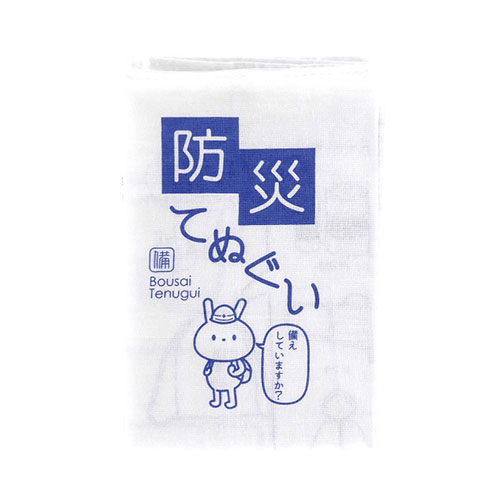 防災
てぬぐい
備
Bousai
Tenugui
備え
していますか?